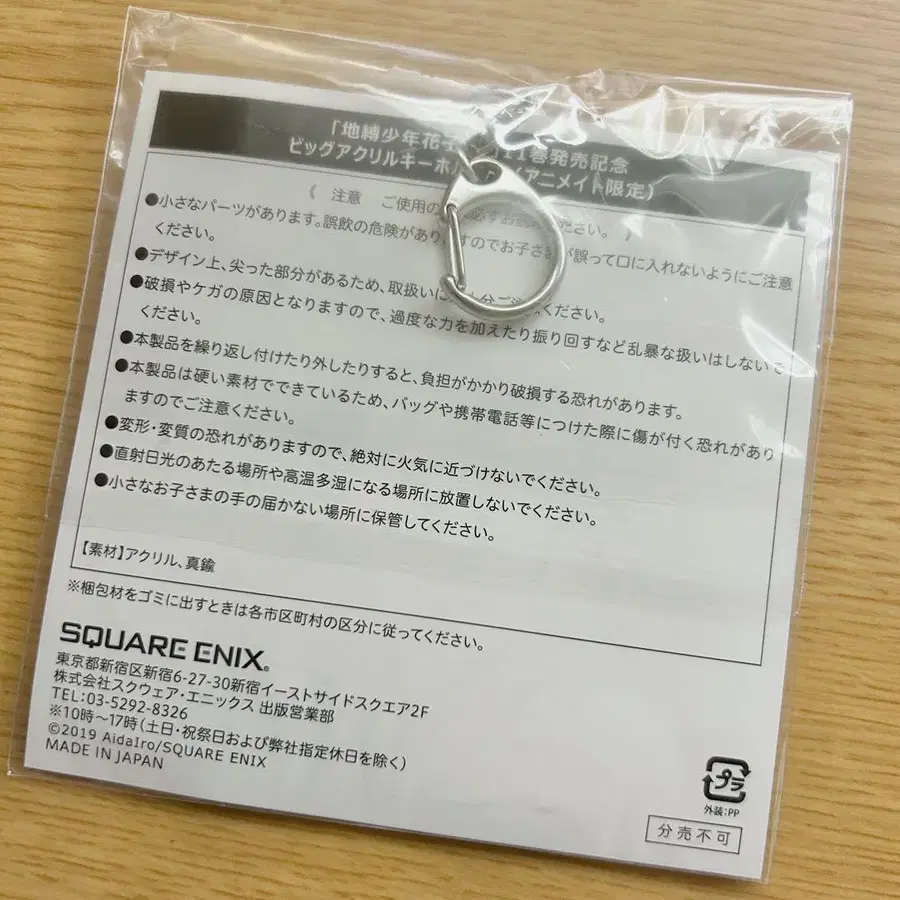 「地縛少年花子 11巻発売記念
ビッグアクリルキーホル (アニメイト限定)
《 注意 ご使用の 必ずお ください。 》
●小さなパーツがあります。誤飲の危険がありますのでお子さまが誤って口に入れないようにご注意
ください。
●デザイン上、尖った部分があるため、取扱いに 分ご ください。
●破損やケガの原因となりますので、過度な力を加えたり振り回すなど乱暴な扱いはしないで
ください。
●本製品を繰り返し付けたり外したりすると、負担がかかり破損する恐れがあります。
●本製品は硬い素材でできているため、バッグや携帯電話等につけた際に傷が付く恐れがあり
ますのでご注意ください。
●変形・変質の恐れがありますので、絶対に火気に近づけないでください。
●直射日光のあたる場所や高温多湿になる場所に放置しないでください。
●小さなお子さまの手の届かない場所に保管してください。
【素材】アクリル、真鍮
※梱包材をゴミに出すときは各市区町村の区分に従ってください。
SQUARE ENIX®
東京都新宿区新宿6-27-30新宿イーストサイドスクエア2F
株式会社スクウェア・エニックス 出版営業部
TEL:03-5292-8326
※10時〜17時(土日・祝祭日および弊社指定休日を除く)
©2019 AidaIro/SQUARE ENIX
MADE IN JAPAN
プラ
外装:PP
分売不可